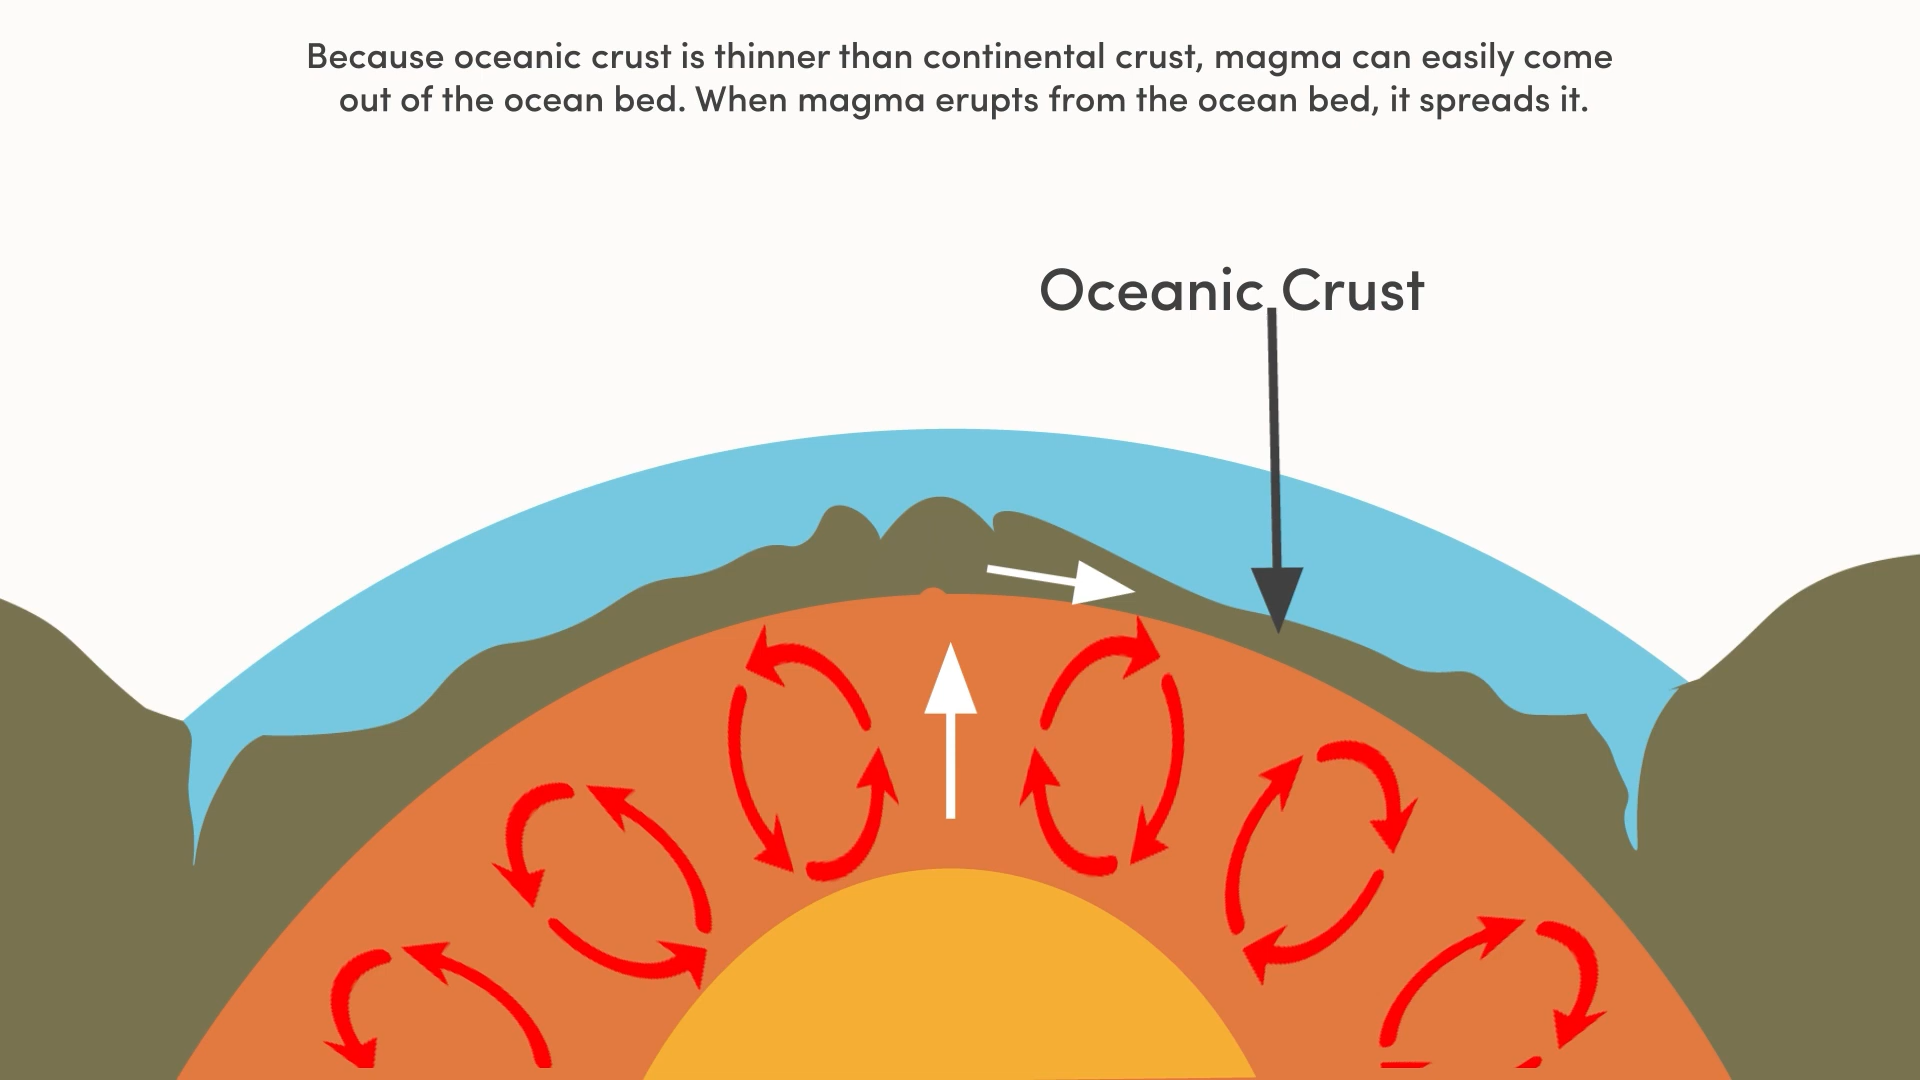 Because oceanic crust is thinner than continental crust, magma can easily come
out of the ocean bed. When magma erupts from the ocean bed, it spreads it.
Oceanic Crust